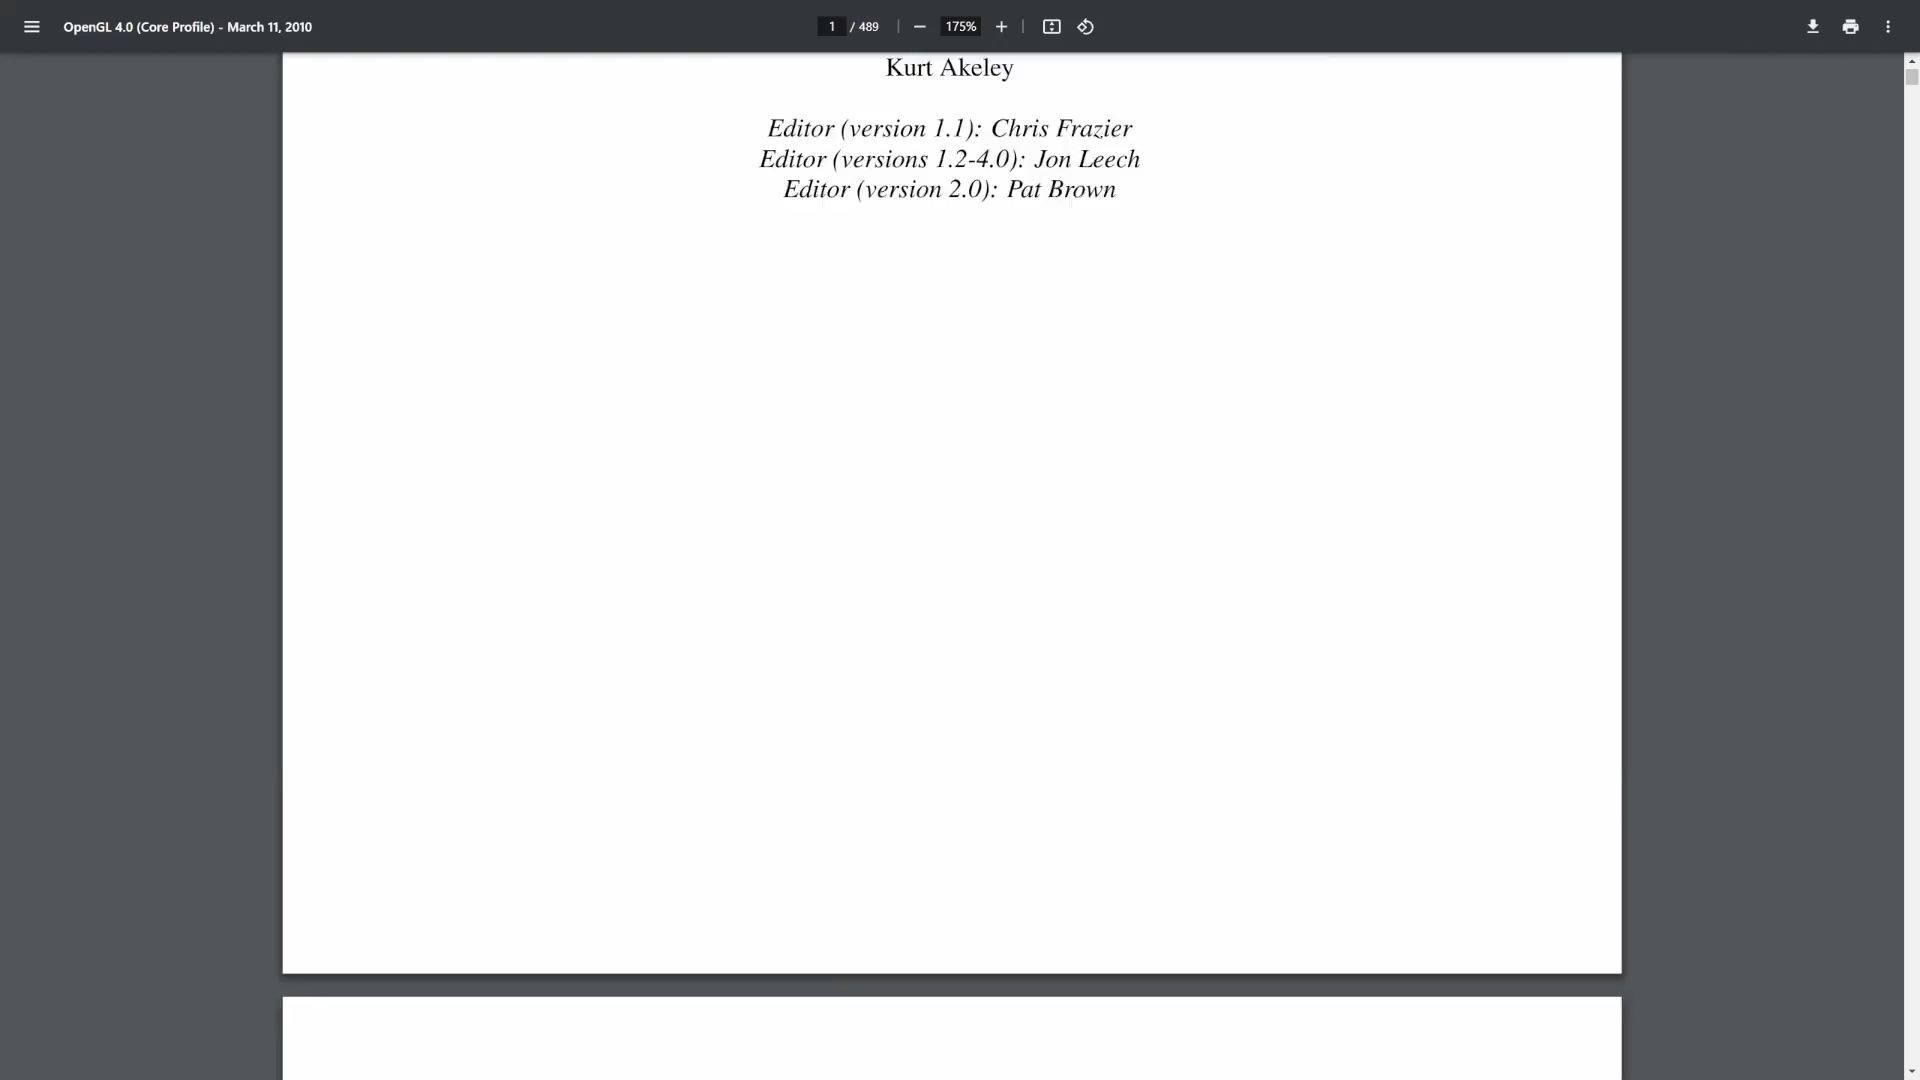 OpenGL 4.0 (Core Profile) - March 11, 2010
1 / 489
175%
Kurt Akeley
Editor (version 1.1): Chris Frazier
Editor (versions 1.2-4.0): Jon Leech
Editor (version 2.0): Pat Brown